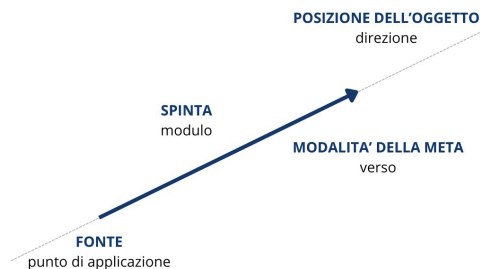 POSIZIONE DELL’OGGETTO
direzione
SPINTA
modulo
MODALITA’ DELLA META
verso
FONTE
punto di applicazione